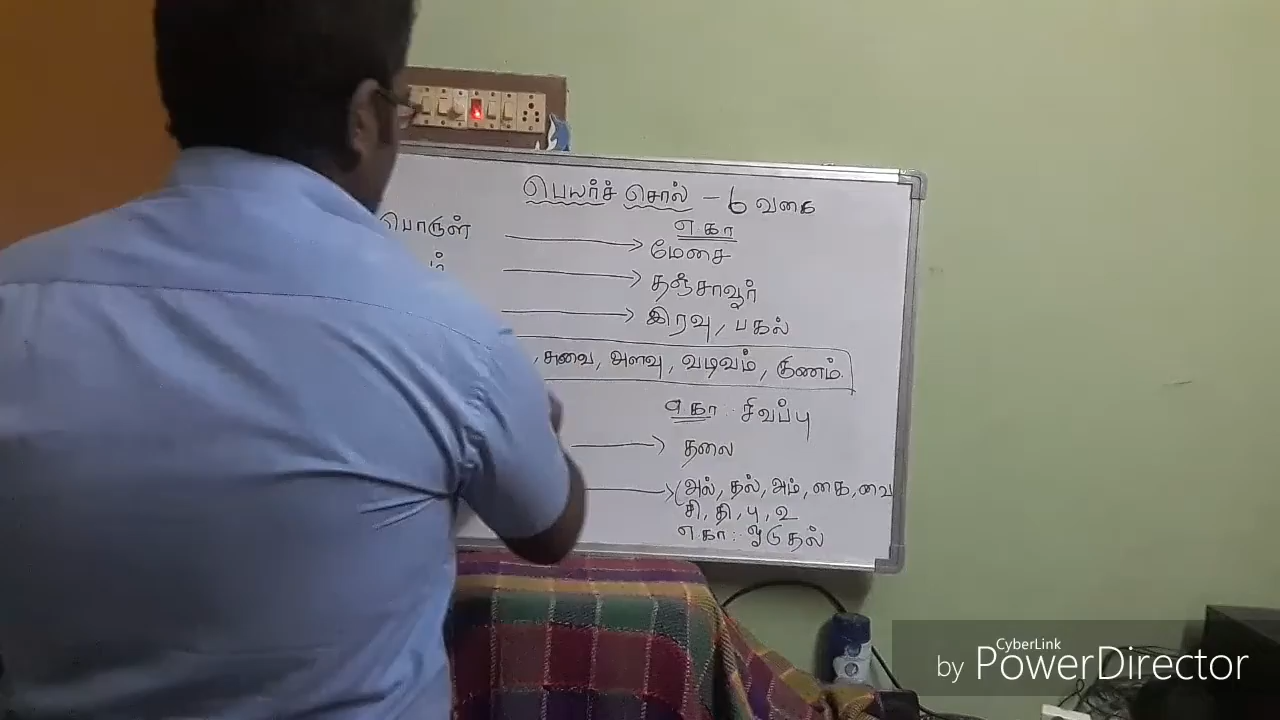 பெயர்ச் சொல் - 6 வகை
எ.கா
பொருள் → மேசை
→ தஞ்சாவூர்
→ இரவு, பகல்
, சுவை, அளவு, வடிவம், குணம்.
எ.கா : சிவப்பு
→ தலை
→ (அல், தல், அம், கை, வை
சி, தி, பு, உ
எ.கா : ஓடுதல்
CyberLink
by PowerDirector